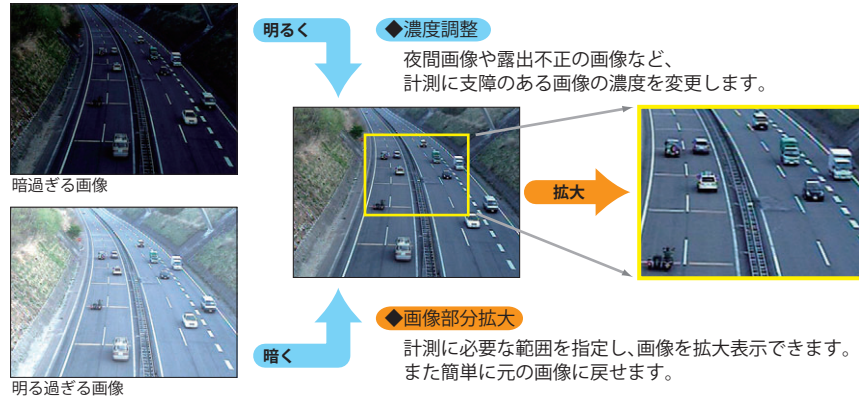 明るく
◆濃度調整
夜間画像や露出不正の画像など、
計測に支障のある画像の濃度を変更します。
暗過ぎる画像
拡大
◆画像部分拡大
計測に必要な範囲を指定し、画像を拡大表示できます。
また簡単に元の画像に戻せます。
暗く
明る過ぎる画像